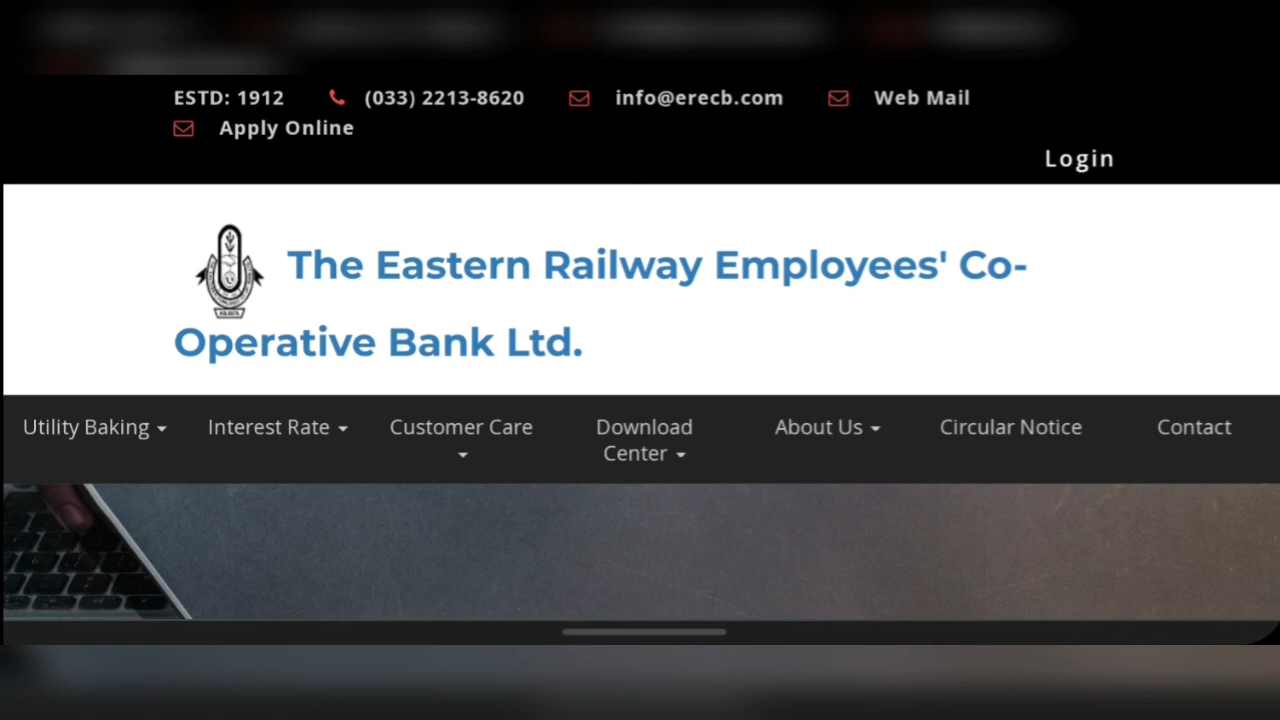 ESTD: 1912 (033) 2213-8620 info@erecb.com Web Mail
Apply Online
Login
The Eastern Railway Employees' Co-
Operative Bank Ltd.
Utility Baking Interest Rate Customer Care Download About Us Circular Notice Contact
Center